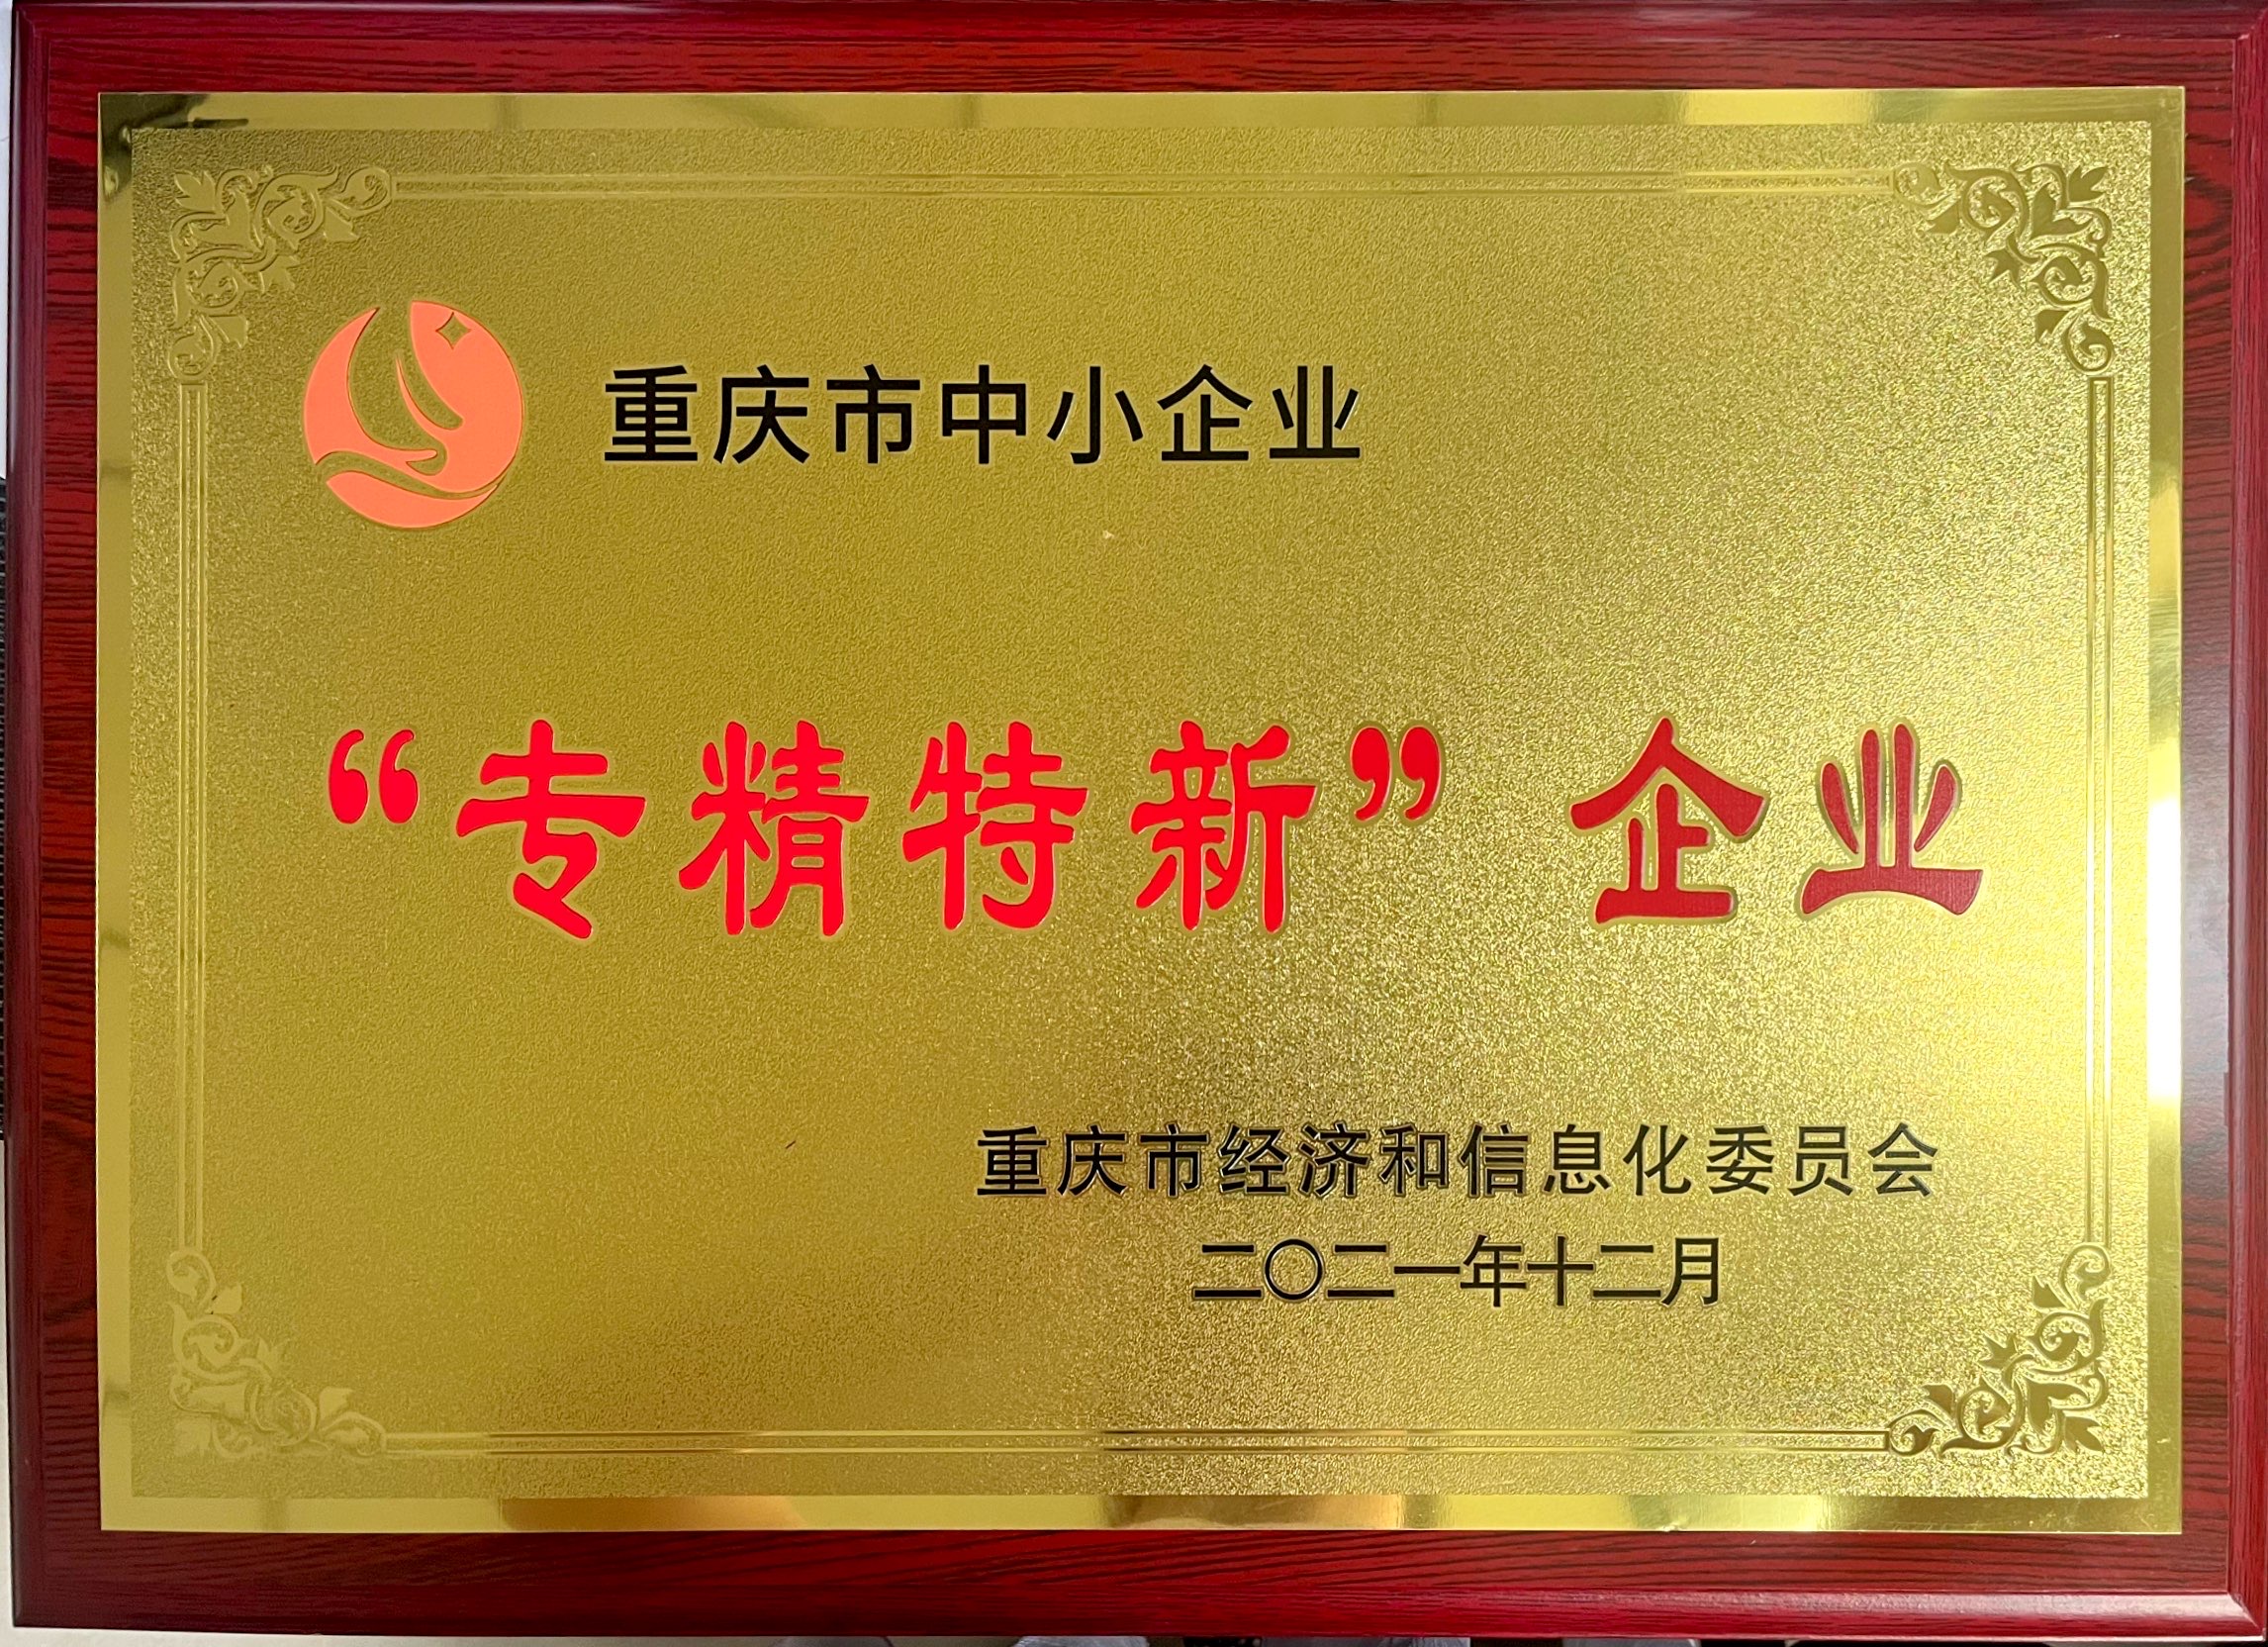 重庆市中小企业
“专精特新”企业
重庆市经济和信息化委员会
二〇二一年十二月